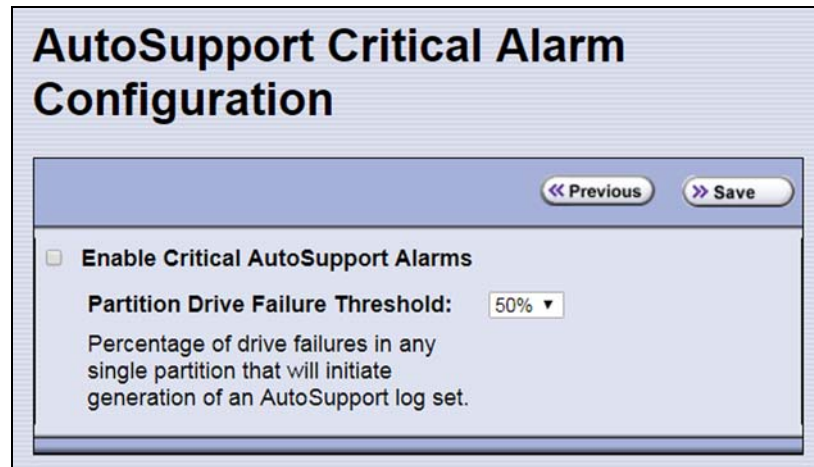 AutoSupport Critical Alarm
Configuration
Previous
Save
Enable Critical AutoSupport Alarms
Partition Drive Failure Threshold: 50%
Percentage of drive failures in any
single partition that will initiate
generation of an AutoSupport log set.